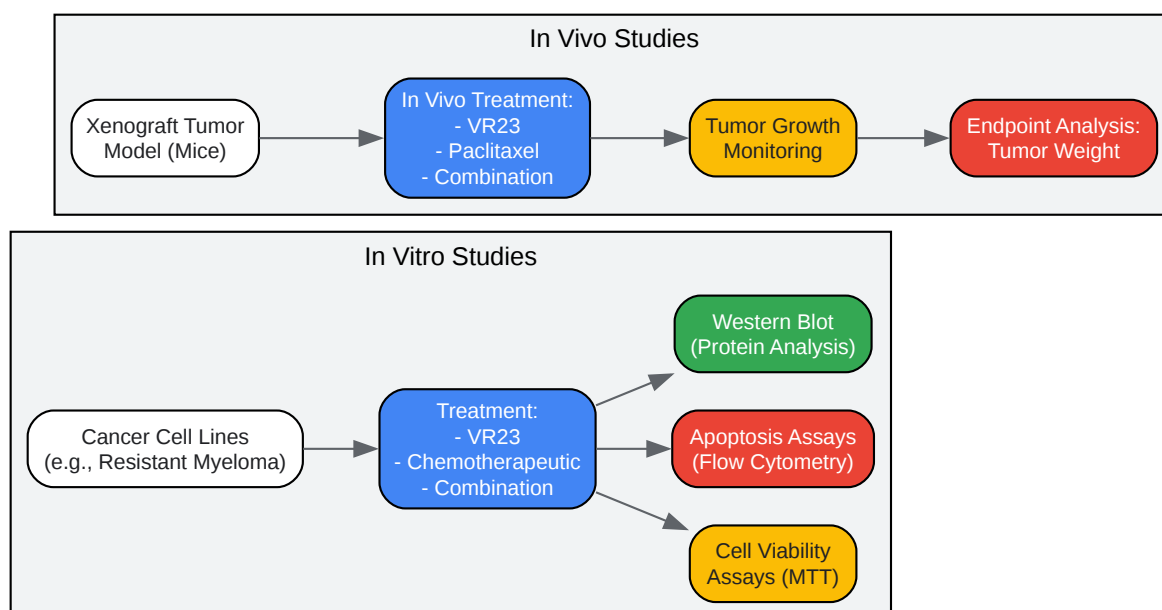 In Vivo Studies
Xenograft Tumor
Model (Mice)
In Vivo Treatment:
- VR23
- Paclitaxel
- Combination
Tumor Growth
Monitoring
Endpoint Analysis:
Tumor Weight
In Vitro Studies
Cancer Cell Lines
(e.g., Resistant Myeloma)
Treatment:
- VR23
- Chemotherapeutic
- Combination
Western Blot
(Protein Analysis)
Apoptosis Assays
(Flow Cytometry)
Cell Viability
Assays (MTT)